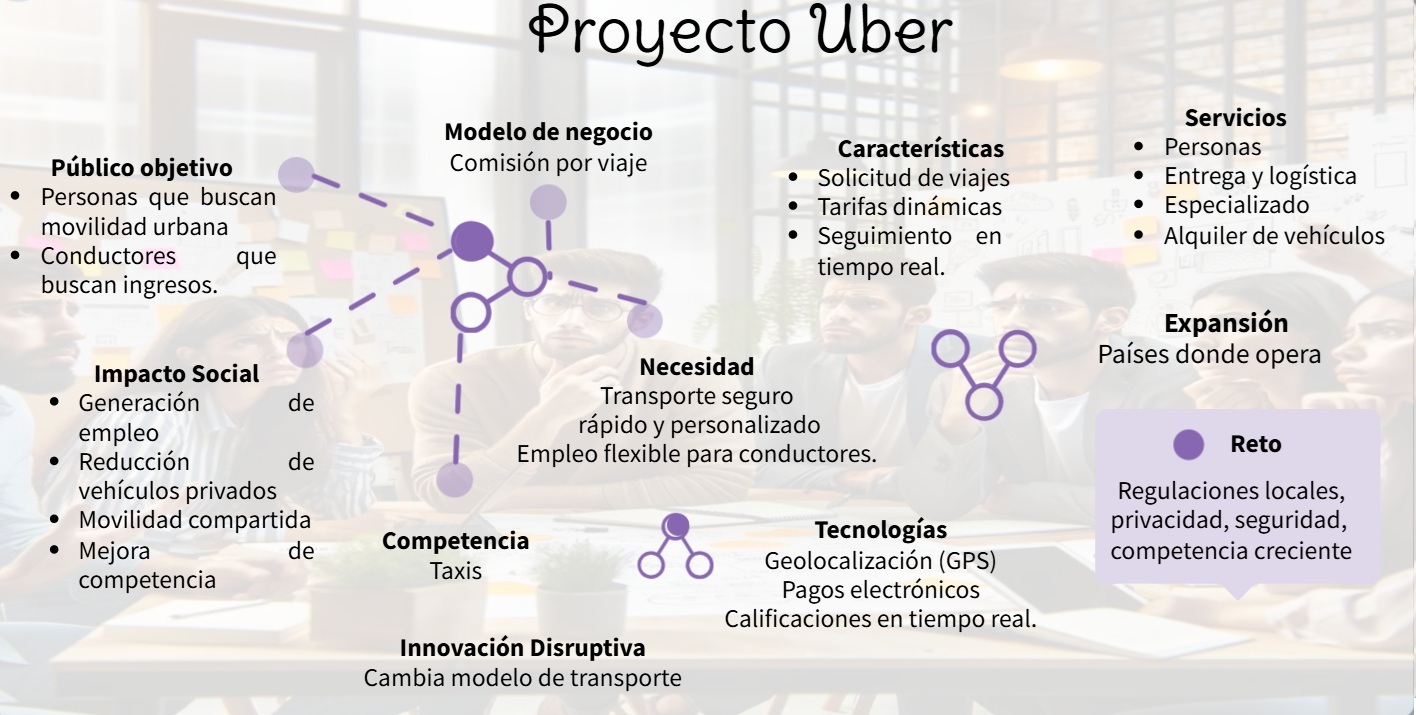 Proyecto Uber
Público objetivo
• Personas que buscan
movilidad urbana
• Conductores que
buscan ingresos.
Modelo de negocio
Comisión por viaje
Características
• Solicitud de viajes
• Tarifas dinámicas
• Seguimiento en
tiempo real.
Servicios
• Personas
• Entrega y logística
• Especializado
• Alquiler de vehículos
Impacto Social
• Generación de
empleo
• Reducción de
vehículos privados
• Movilidad compartida
• Mejora de
competencia
Necesidad
Transporte seguro
rápido y personalizado
Empleo flexible para conductores.
Expansión
Países donde opera
Reto
Regulaciones locales,
privacidad, seguridad,
competencia creciente
Competencia
Taxis
Tecnologías
Geolocalización (GPS)
Pagos electrónicos
Calificaciones en tiempo real.
Innovación Disruptiva
Cambia modelo de transporte